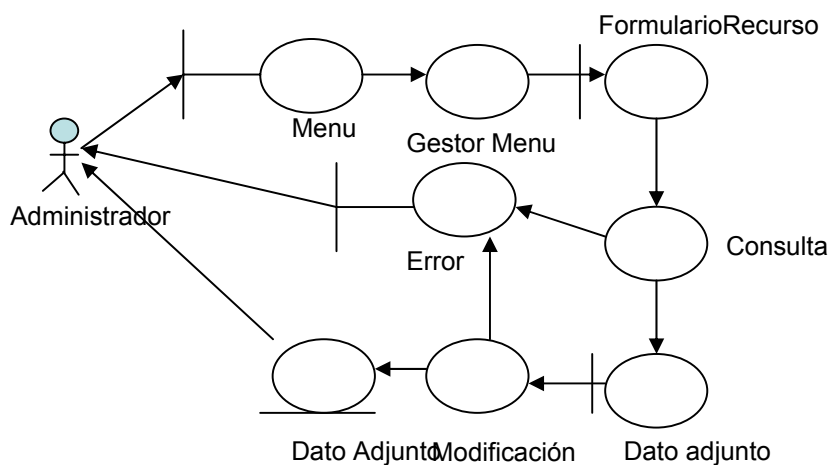 FormularioRecurso
Menu
Gestor Menu
Administrador
Error
Consulta
Dato Adjunto
Modificación
Dato adjunto